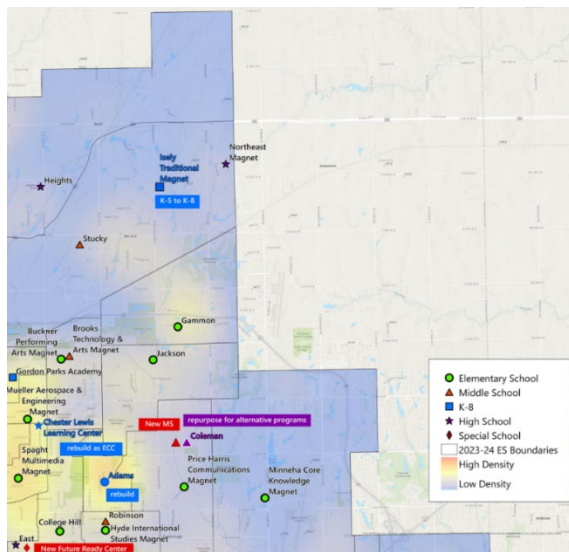 Northeast
Magnet
Isely
Traditional
Magnet
Heights
K-5 to K-8
Stucky
Gammon
Buckner
Performing
Arts Magnet
Brooks
Technology &
Arts Magnet
Jackson
Gordon Parks Academy
Mueller Aerospace &
Engineering
Magnet
Chester Lewis
Learning Center
New MS
repurpose for alternative programs
Coleman
rebuild as ECC
Spaght
Multimedia
Magnet
Price Harris
Communications
Magnet
Minneha Core
Knowledge
Magnet
Adams
rebuild
Robinson
College Hill
Hyde International
Studies Magnet
East
New Future Ready Center
Elementary School
Middle School
K-8
High School
Special School
2023-24 ES Boundaries
High Density
Low Density